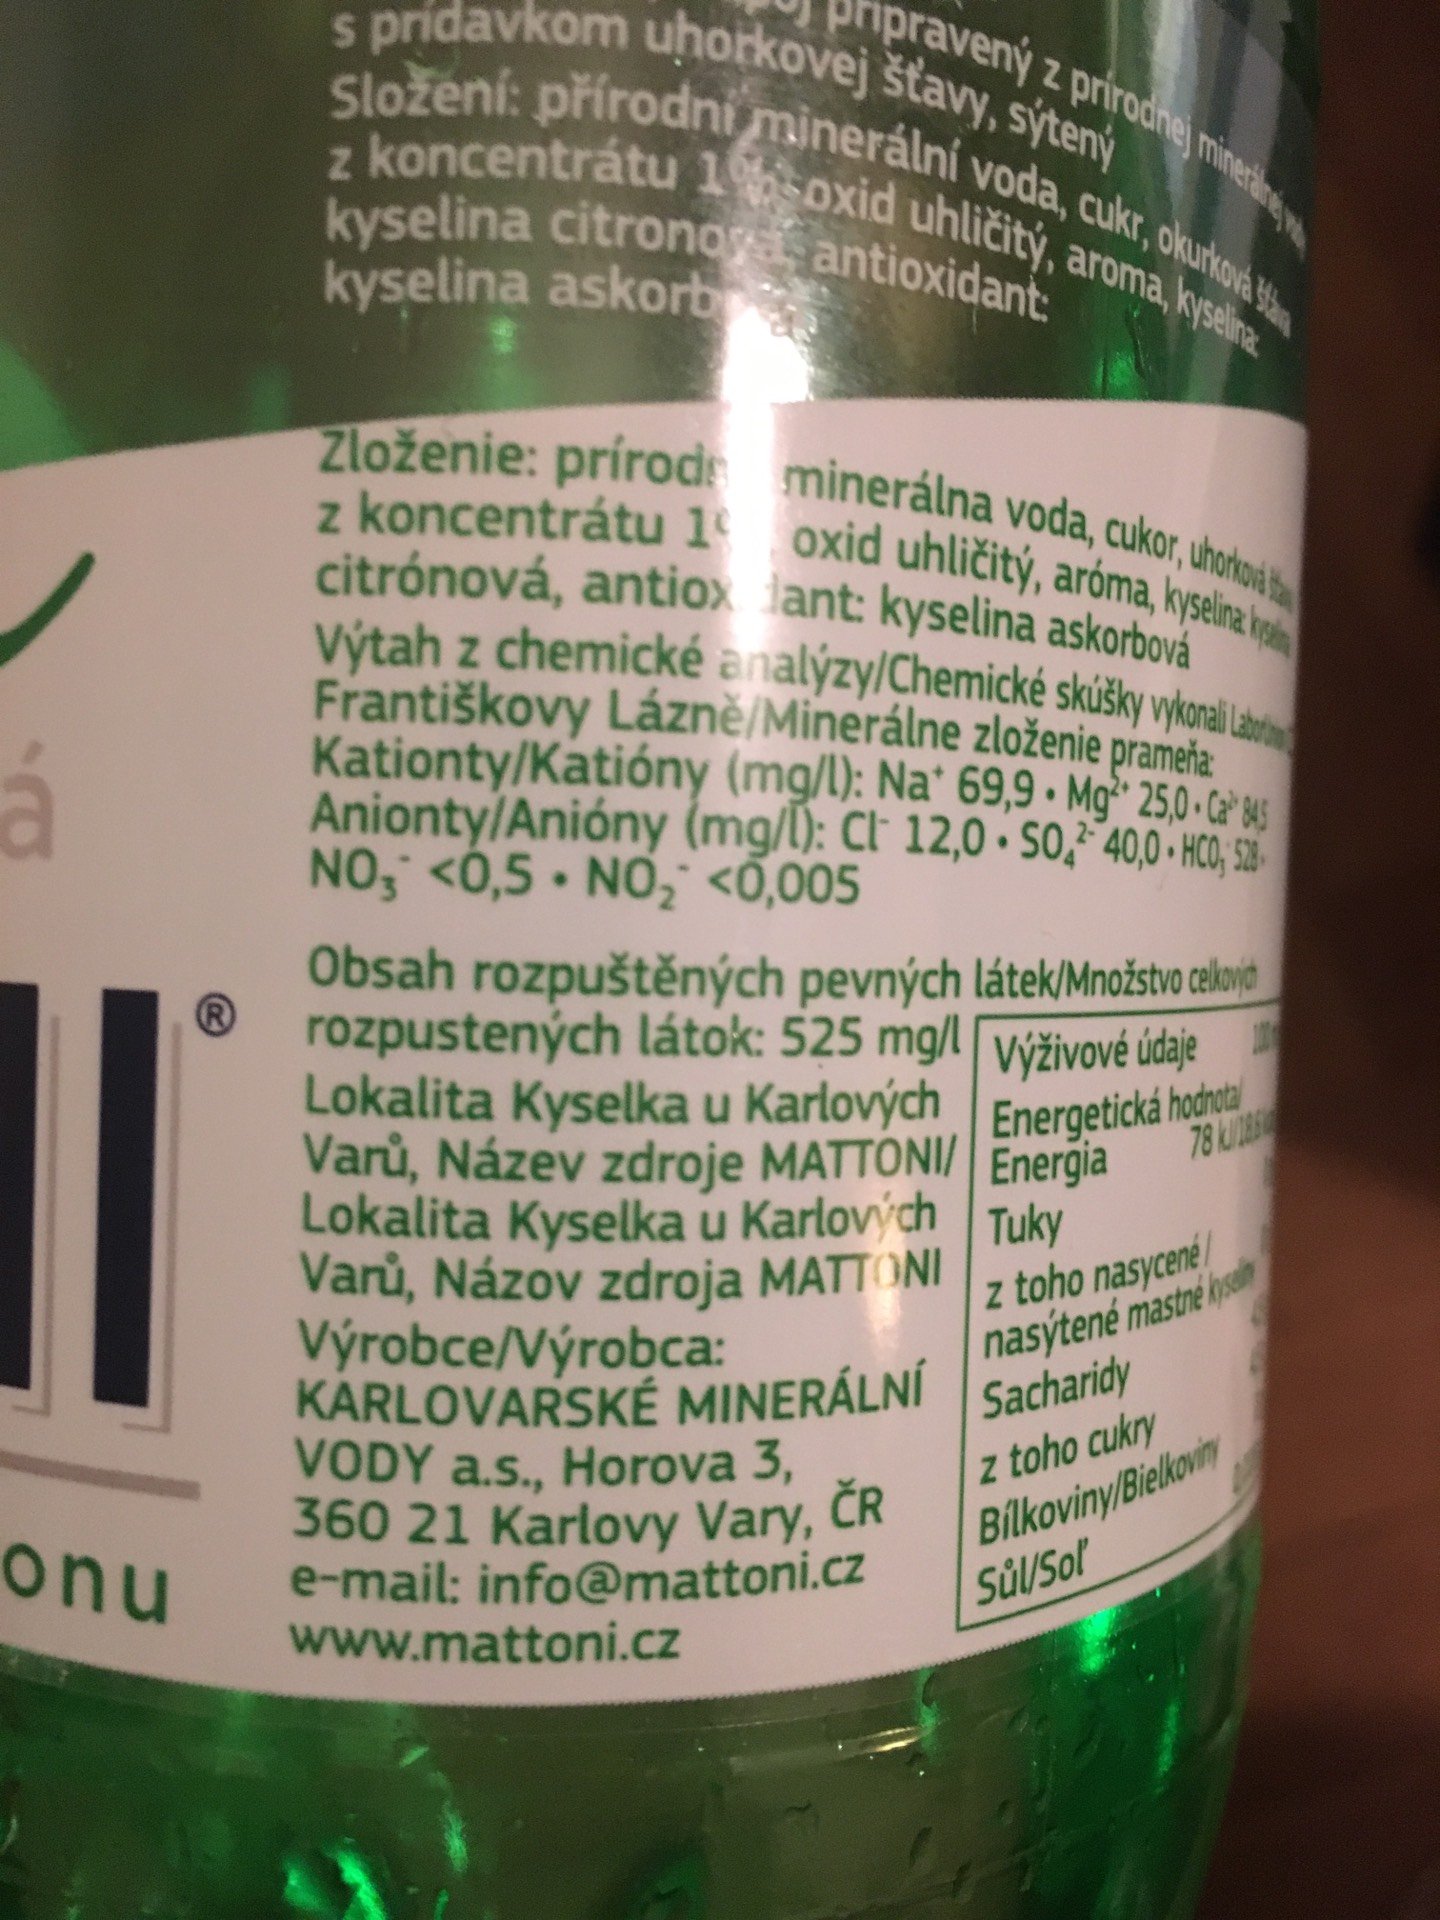 pripravený z prírodnej minerálnej vody
s prídavkom uhorkovej šťavy, sýtený
Složení: přírodní minerální voda, cukr, okurková šťáva
z koncentrátu 1%, oxid uhličitý, aroma, kyselina:
kyselina citronová, antioxidant:
kyselina askorbová
Zloženie: prírodná minerálna voda, cukor, uhorková šťava
z koncentrátu 1%, oxid uhličitý, aróma, kyselina: kyselina
citrónová, antioxidant: kyselina askorbová
Výtah z chemické analýzy/Chemické skúšky vykonali
Františkovy Lázně/Minerálne zloženie prameňa:
Kationty/Katióny (mg/l): Na⁺ 69,9 • Mg²⁺ 25,0 • Ca²⁺ 84,5
Anionty/Anióny (mg/l): Cl⁻ 12,0 • SO₄²⁻ 40,0 • HCO₃⁻ 528 •
NO₃⁻ <0,5 • NO₂⁻ <0,005
Obsah rozpuštěných pevných látek/Množstvo celkových
rozpustených látok: 525 mg/l
Lokalita Kyselka u Karlových
Varů, Název zdroje MATTONI/
Lokalita Kyselka u Karlových
Varů, Názov zdroja MATTONI
Výrobce/Výrobca:
KARLOVARSKÉ MINERÁLNÍ
VODY a.s., Horova 3,
360 21 Karlovy Vary, ČR
e-mail: info@mattoni.cz
www.mattoni.cz
Výživové údaje
Energetická hodnota/
Energia 78 kJ/18,6
Tuky
z toho nasycené /
nasýtené mastné kyseliny
Sacharidy
z toho cukry
Bílkoviny/Bielkoviny
Sůl/Soľ
á
®
onu